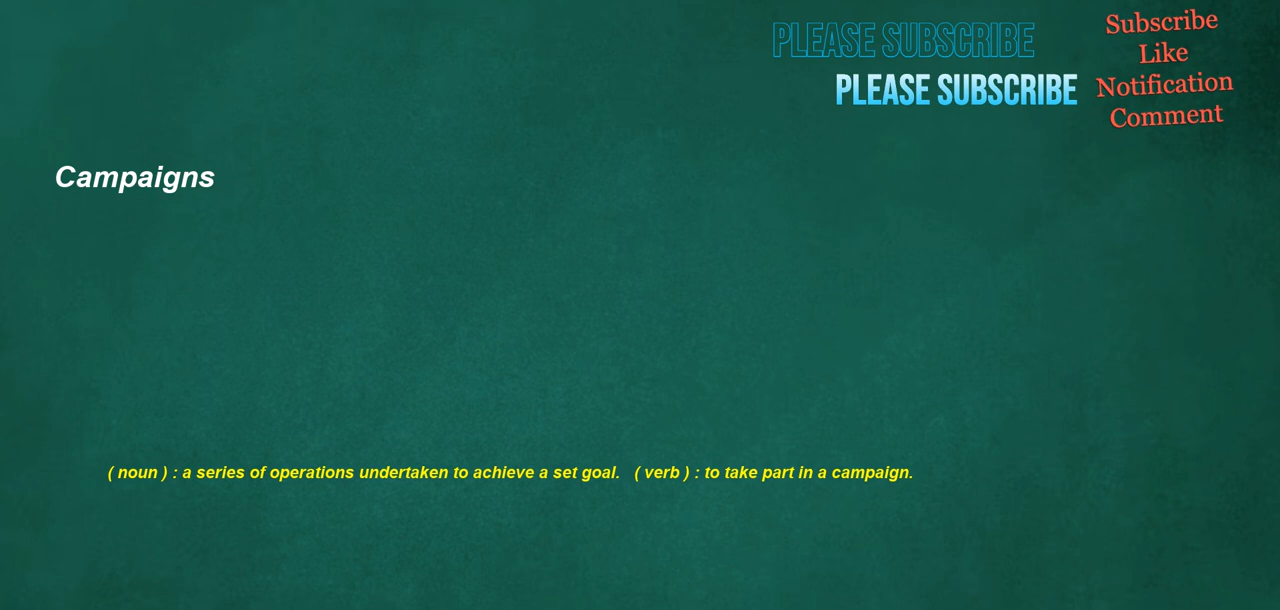 PLEASE SUBSCRIBE
PLEASE SUBSCRIBE
Subscribe
Like
Notification
Comment
Campaigns
( noun ) : a series of operations undertaken to achieve a set goal.   ( verb ) : to take part in a campaign.